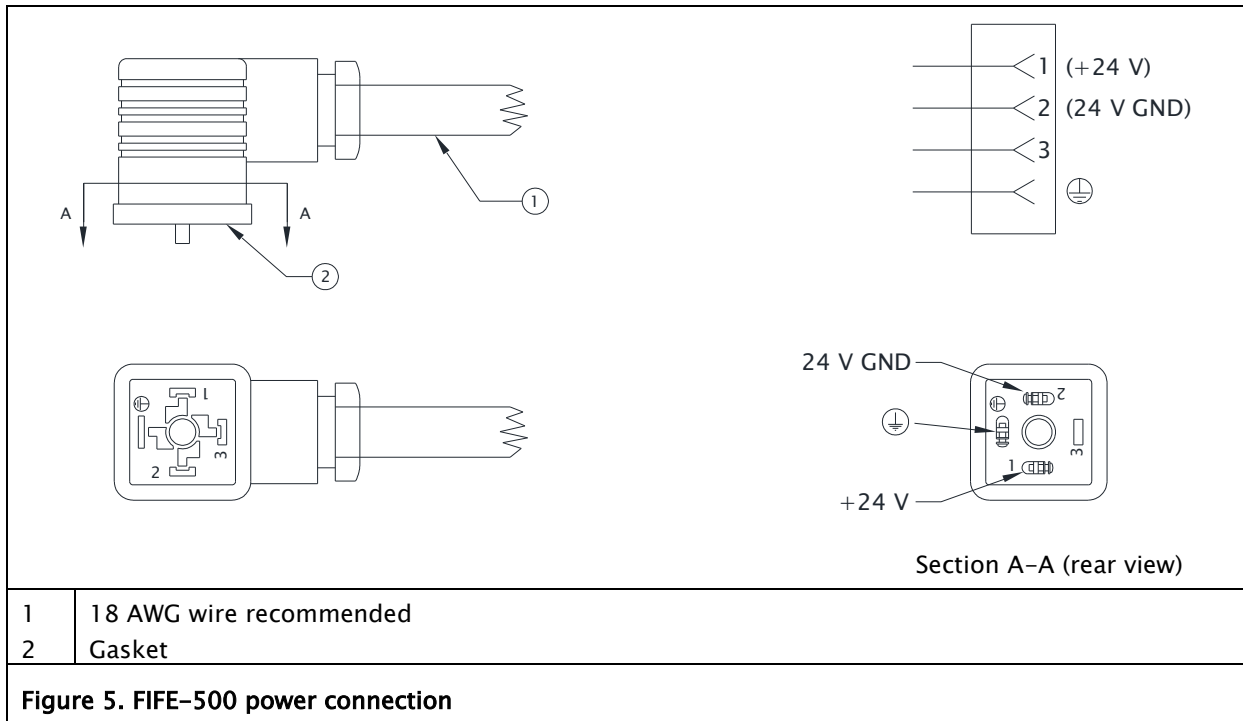 1 (+24 V)
2 (24 V GND)
3
A A
1
2
1
2
3
24 V GND
2
3
1
+24 V
Section A-A (rear view)
1 18 AWG wire recommended
2 Gasket
Figure 5. FIFE-500 power connection